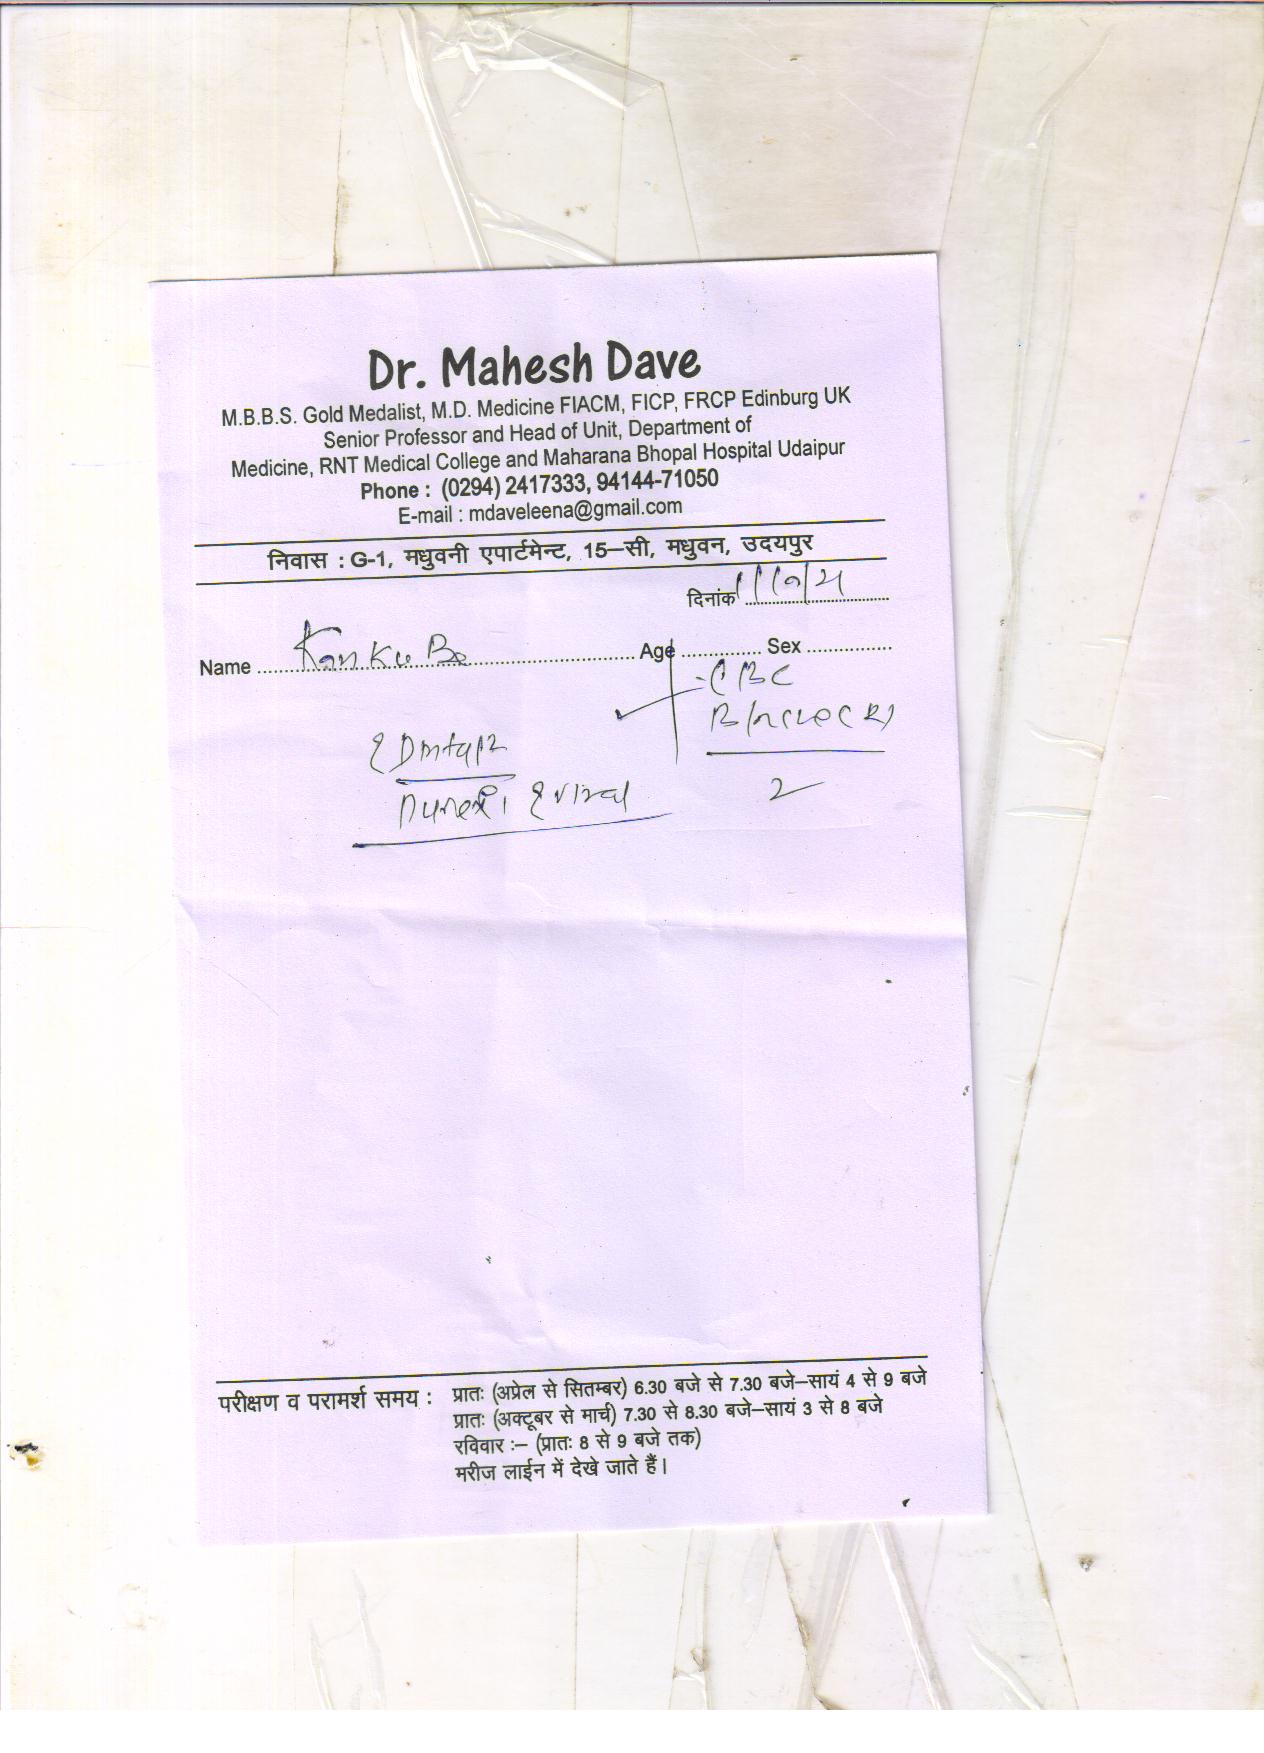 Dr. Mahesh Dave
M.B.B.S. Gold Medalist, M.D. Medicine FIACM, FICP, FRCP Edinburg UK
Senior Professor and Head of Unit, Department of
Medicine, RNT Medical College and Maharana Bhopal Hospital Udaipur
Phone : (0294) 2417333, 94144-71050
E-mail : mdaveleena@gmail.com
निवास : G-1, मधुवनी एपार्टमेन्ट, 15–सी, मधुवन, उदयपुर
दिनांक
Name Kanku Age Sex
CBC
viral
2
परीक्षण व परामर्श समय : प्रातः (अप्रेल से सितम्बर) 6.30 बजे से 7.30 बजे–सायं 4 से 9 बजे
प्रातः (अक्टूबर से मार्च) 7.30 से 8.30 बजे–सायं 3 से 8 बजे
रविवार :– (प्रातः 8 से 9 बजे तक)
मरीज लाईन में देखे जाते हैं।